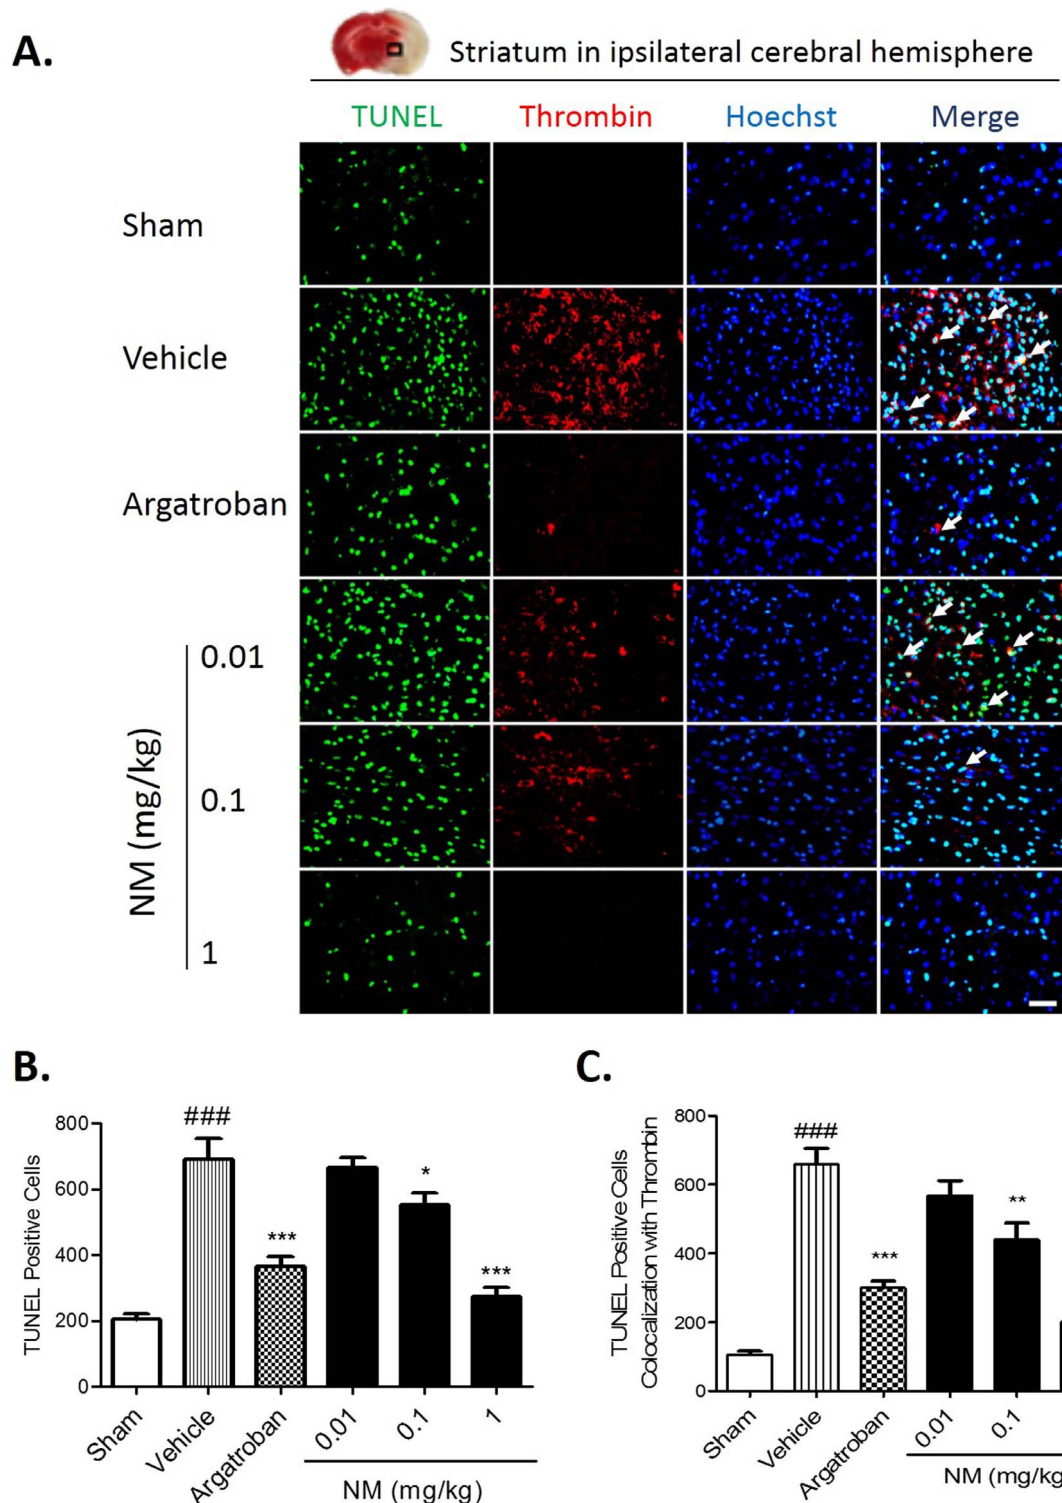 A.
Striatum in ipsilateral cerebral hemisphere
TUNEL Thrombin Hoechst Merge
Sham
Vehicle
Argatroban
NM (mg/kg)
0.01
0.1
1
B.
TUNEL Positive Cells
800
600
400
200
0
###
***
*
***
Sham
Vehicle
Argatroban
0.01
0.1
1
NM (mg/kg)
C.
TUNEL Positive Cells
Colocalization with Thrombin
800
600
400
200
0
###
***
**
Sham
Vehicle
Argatroban
0.01
0.1
NM (mg/kg